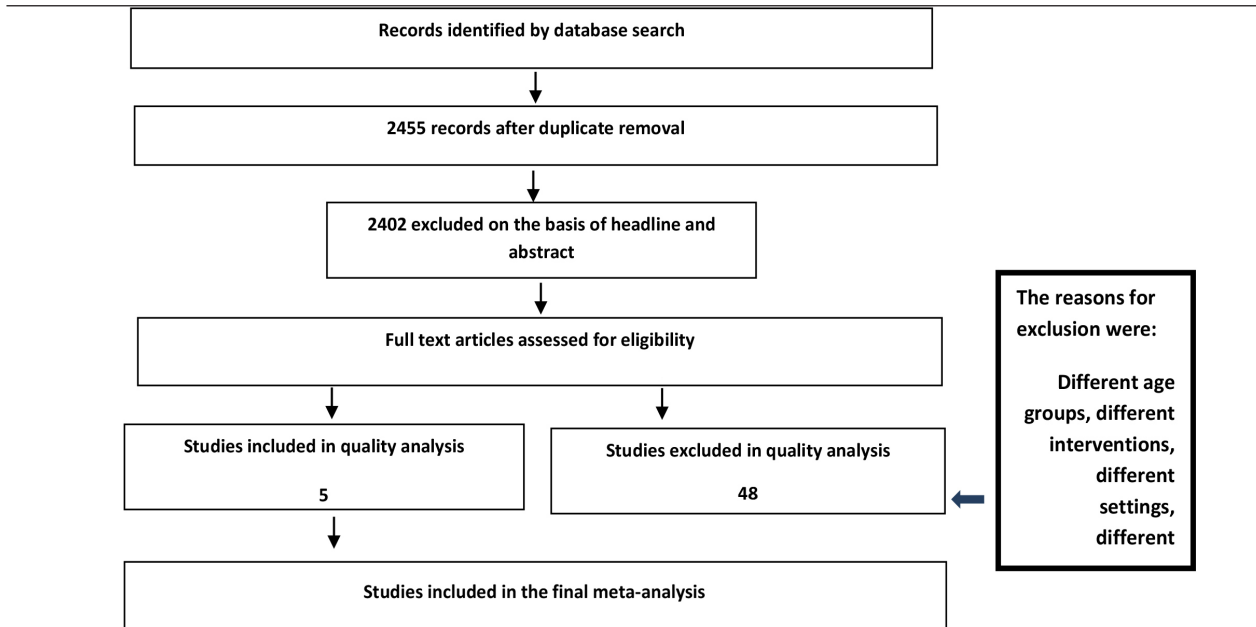 Records identified by database search
2455 records after duplicate removal
2402 excluded on the basis of headline and
abstract
Full text articles assessed for eligibility
Studies included in quality analysis
5
Studies excluded in quality analysis
48
The reasons for
exclusion were:
Different age
groups, different
interventions,
different
settings,
different
Studies included in the final meta-analysis